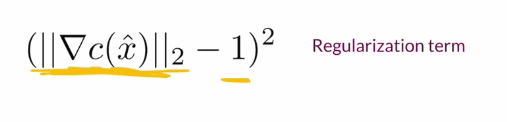 (||∇c(x̂)||₂ − 1)² Regularization term